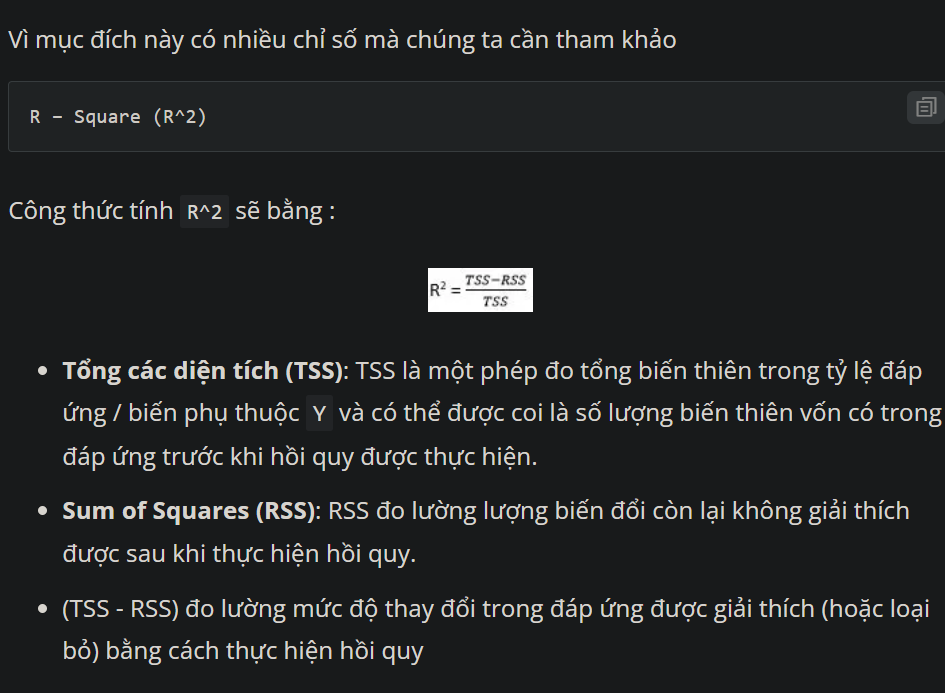 Vì mục đích này có nhiều chỉ số mà chúng ta cần tham khảo
R – Square (R^2)
Công thức tính R^2 sẽ bằng :
R² = TSS−RSS / TSS
• Tổng các diện tích (TSS): TSS là một phép đo tổng biến thiên trong tỷ lệ đáp
ứng / biến phụ thuộc Y và có thể được coi là số lượng biến thiên vốn có trong
đáp ứng trước khi hồi quy được thực hiện.
• Sum of Squares (RSS): RSS đo lường lượng biến đổi còn lại không giải thích
được sau khi thực hiện hồi quy.
• (TSS - RSS) đo lường mức độ thay đổi trong đáp ứng được giải thích (hoặc loại
bỏ) bằng cách thực hiện hồi quy